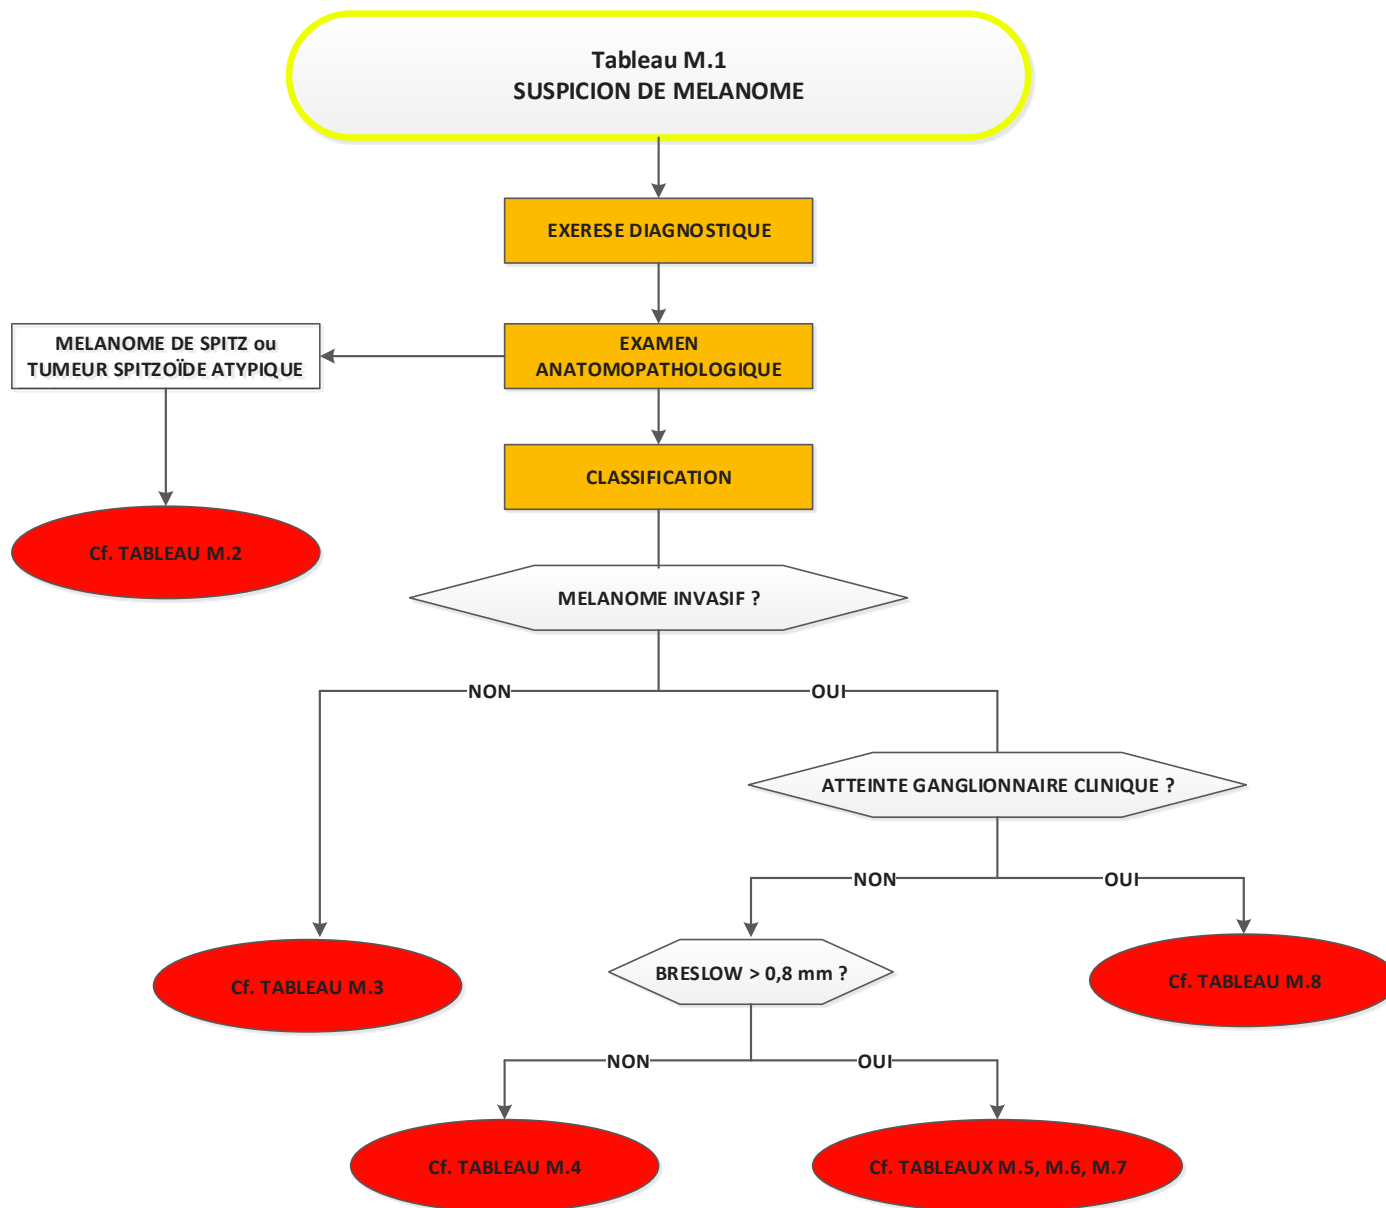 Tableau M.1
SUSPICION DE MELANOME
EXERESE DIAGNOSTIQUE
MELANOME DE SPITZ ou
TUMEUR SPITZOÏDE ATYPIQUE
EXAMEN
ANATOMOPATHOLOGIQUE
CLASSIFICATION
Cf. TABLEAU M.2
MELANOME INVASIF ?
NON
OUI
ATTEINTE GANGLIONNAIRE CLINIQUE ?
NON
OUI
Cf. TABLEAU M.3
BRESLOW > 0,8 mm ?
Cf. TABLEAU M.8
NON
OUI
Cf. TABLEAU M.4
Cf. TABLEAUX M.5, M.6, M.7